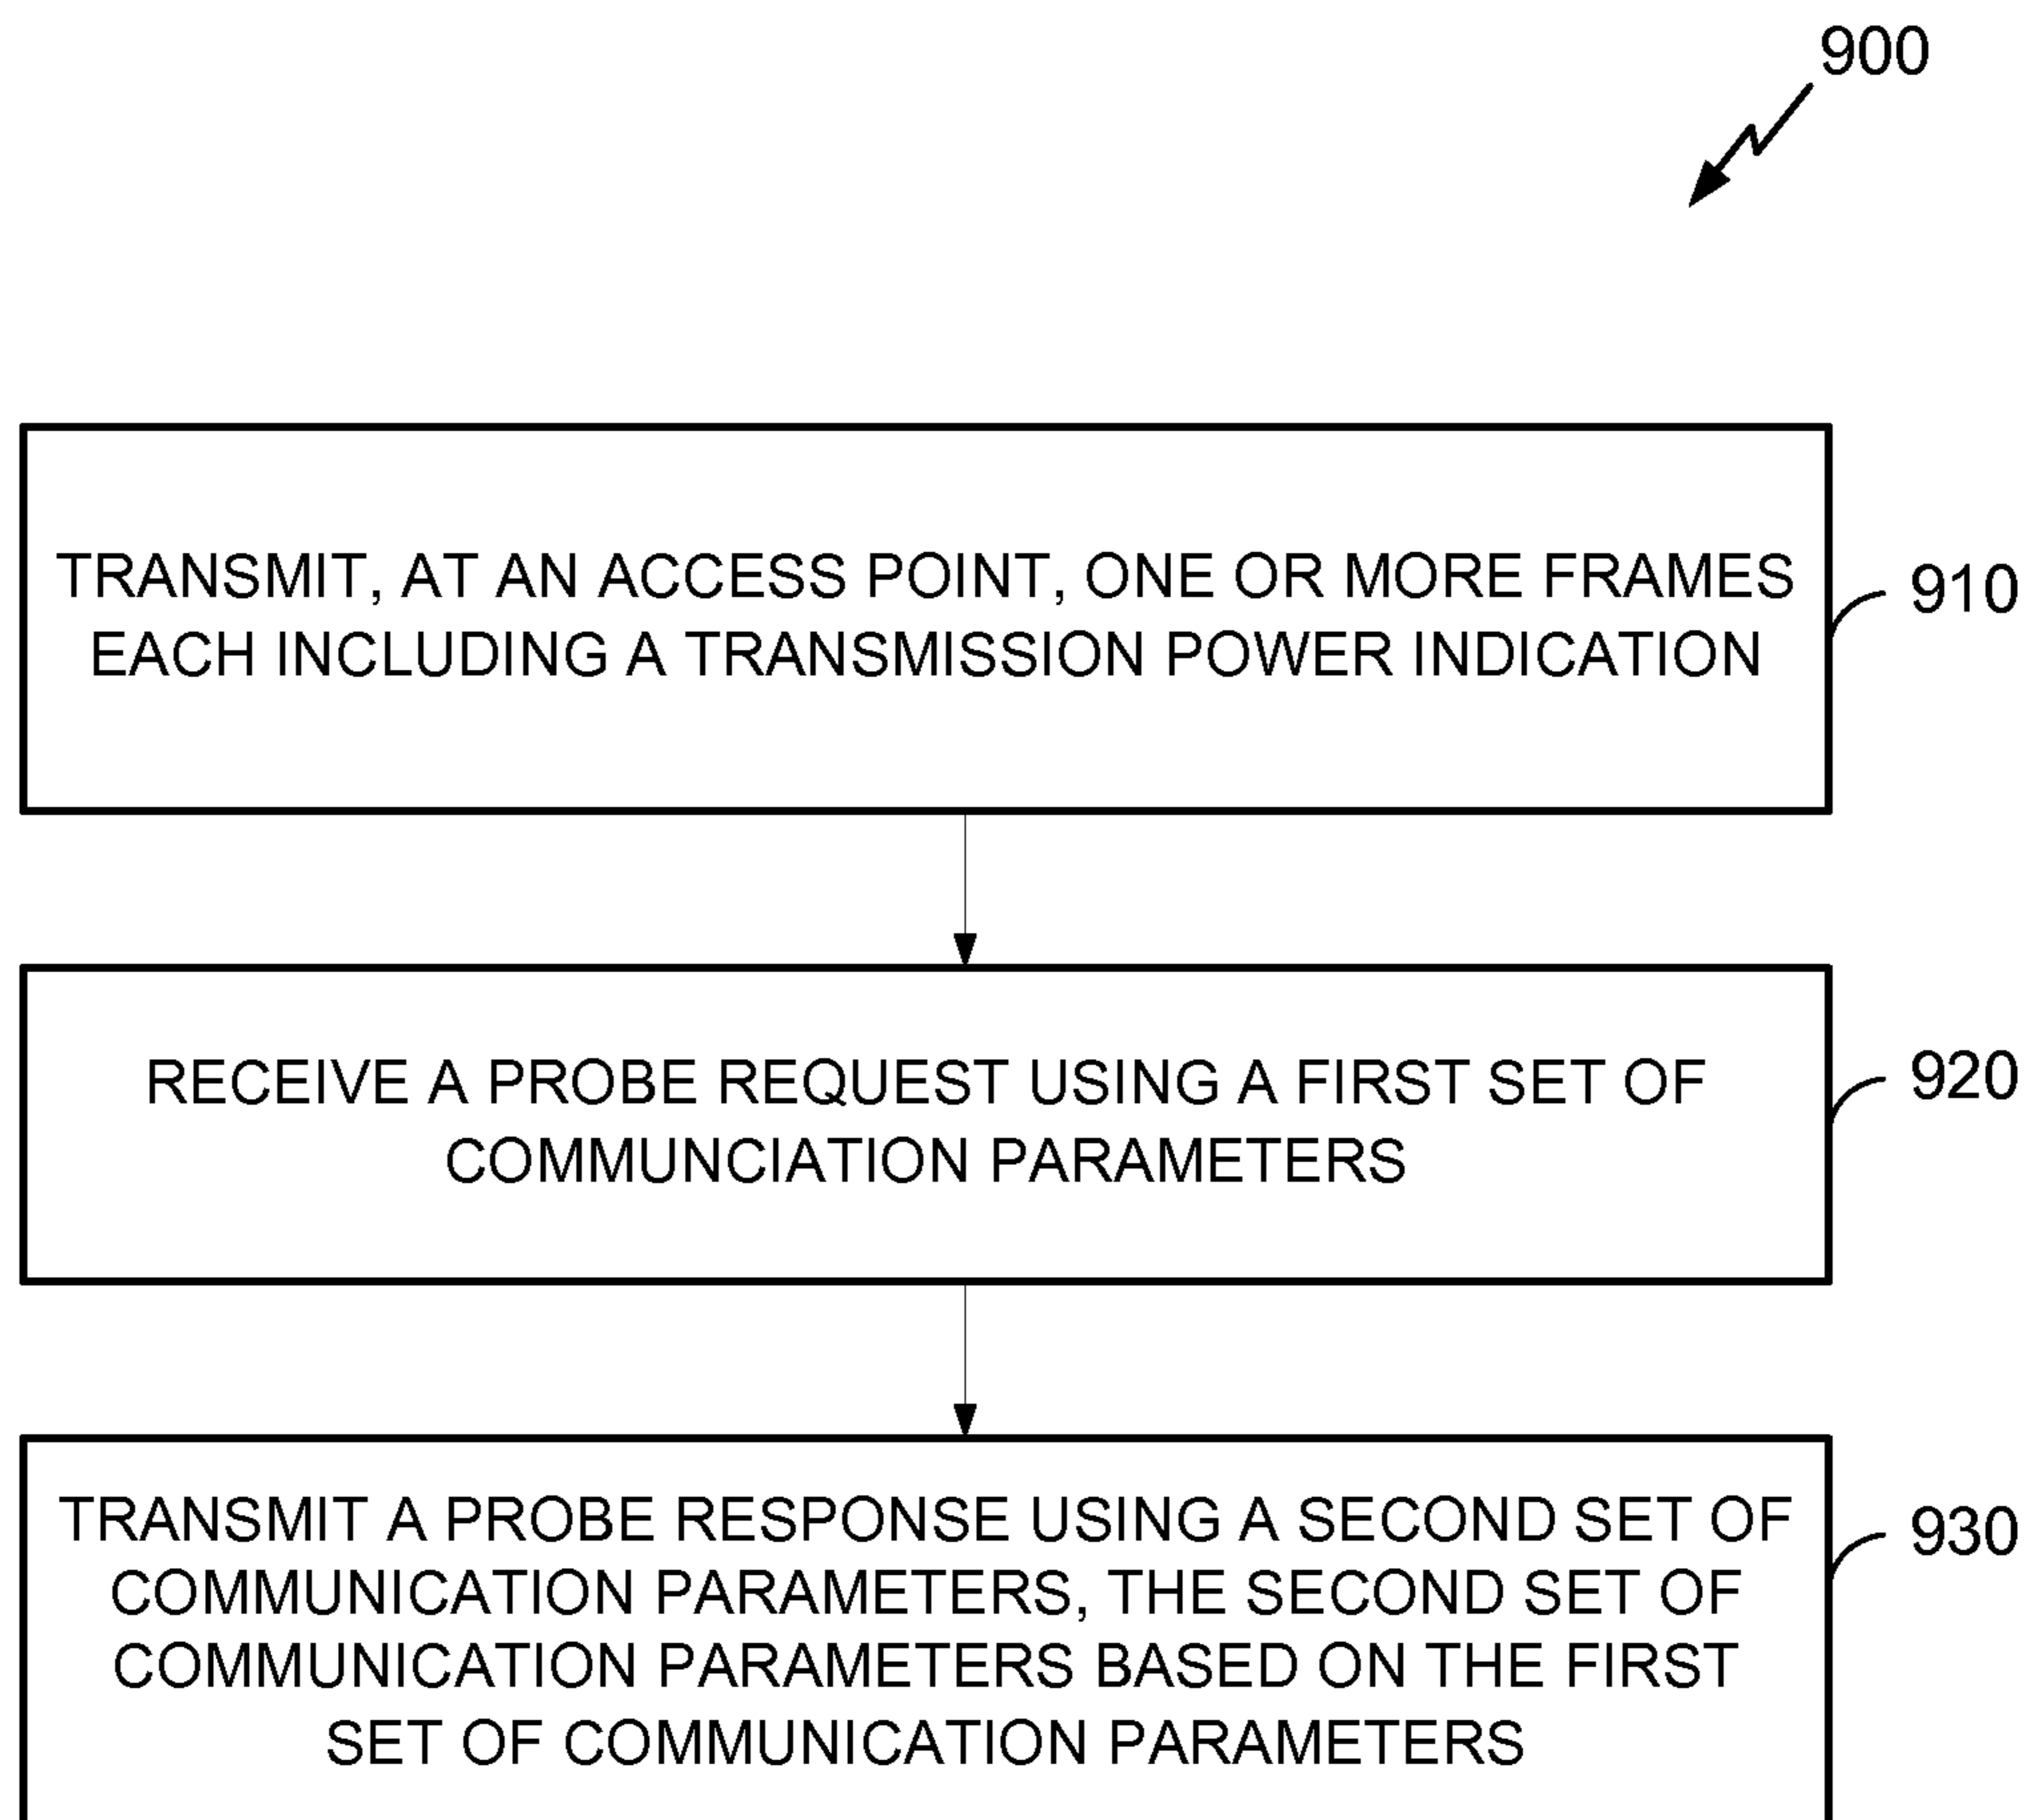 900
TRANSMIT, AT AN ACCESS POINT, ONE OR MORE FRAMES
EACH INCLUDING A TRANSMISSION POWER INDICATION
910
RECEIVE A PROBE REQUEST USING A FIRST SET OF
COMMUNCIATION PARAMETERS
920
TRANSMIT A PROBE RESPONSE USING A SECOND SET OF
COMMUNICATION PARAMETERS, THE SECOND SET OF
COMMUNICATION PARAMETERS BASED ON THE FIRST
SET OF COMMUNICATION PARAMETERS
930